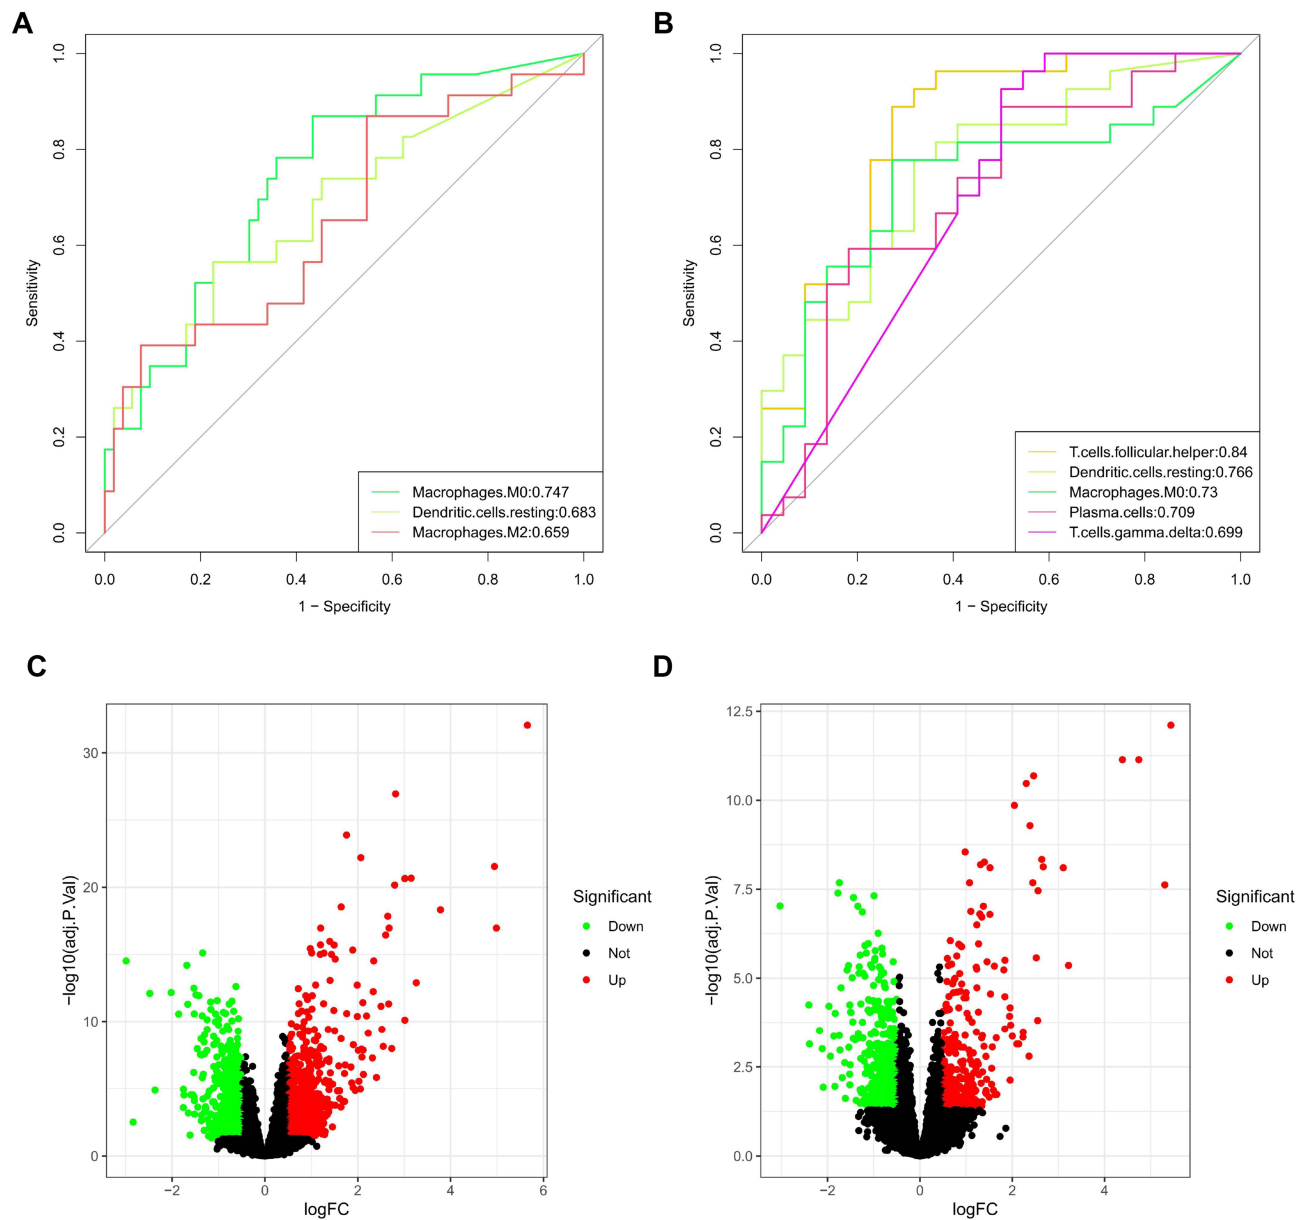 A
1.0
0.8
0.6
0.4
0.2
0.0
Sensitivity
Macrophages.M0:0.747
Dendritic.cells.resting:0.683
Macrophages.M2:0.659
0.0 0.2 0.4 0.6 0.8 1.0
1 − Specificity
B
1.0
0.8
0.6
0.4
0.2
0.0
Sensitivity
T.cells.follicular.helper:0.84
Dendritic.cells.resting:0.766
Macrophages.M0:0.73
Plasma.cells:0.709
T.cells.gamma.delta:0.699
0.0 0.2 0.4 0.6 0.8 1.0
1 − Specificity
C
30
20
10
0
−log10(adj.P.Val)
−2 0 2 4 6
logFC
Significant
Down
Not
Up
D
12.5
10.0
7.5
5.0
2.5
0.0
−log10(adj.P.Val)
−2 0 2 4
logFC
Significant
Down
Not
Up